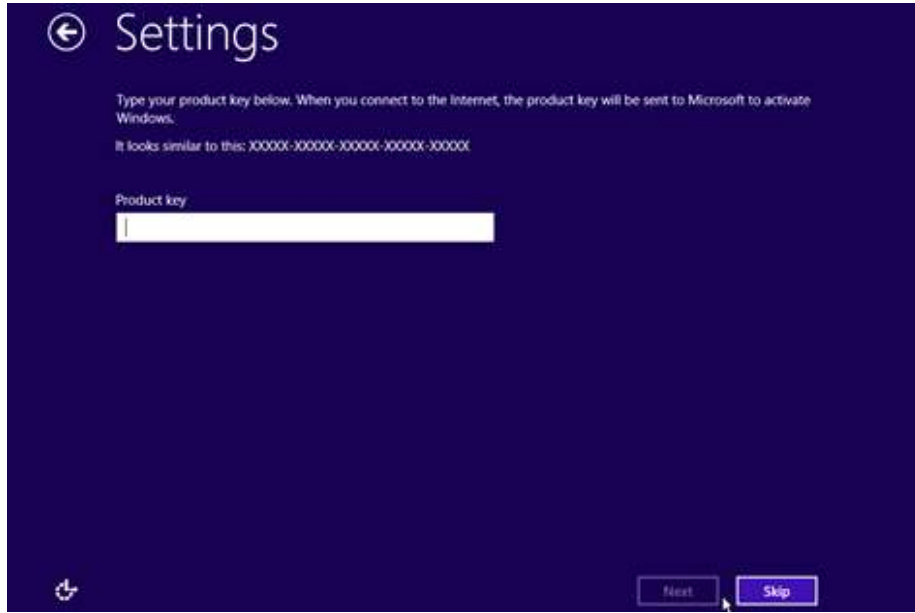 Settings
Type your product key below. When you connect to the Internet, the product key will be sent to Microsoft to activate
Windows.
It looks similar to this: XXXXX-XXXXX-XXXXX-XXXXX-XXXXX
Product key
Next
Skip